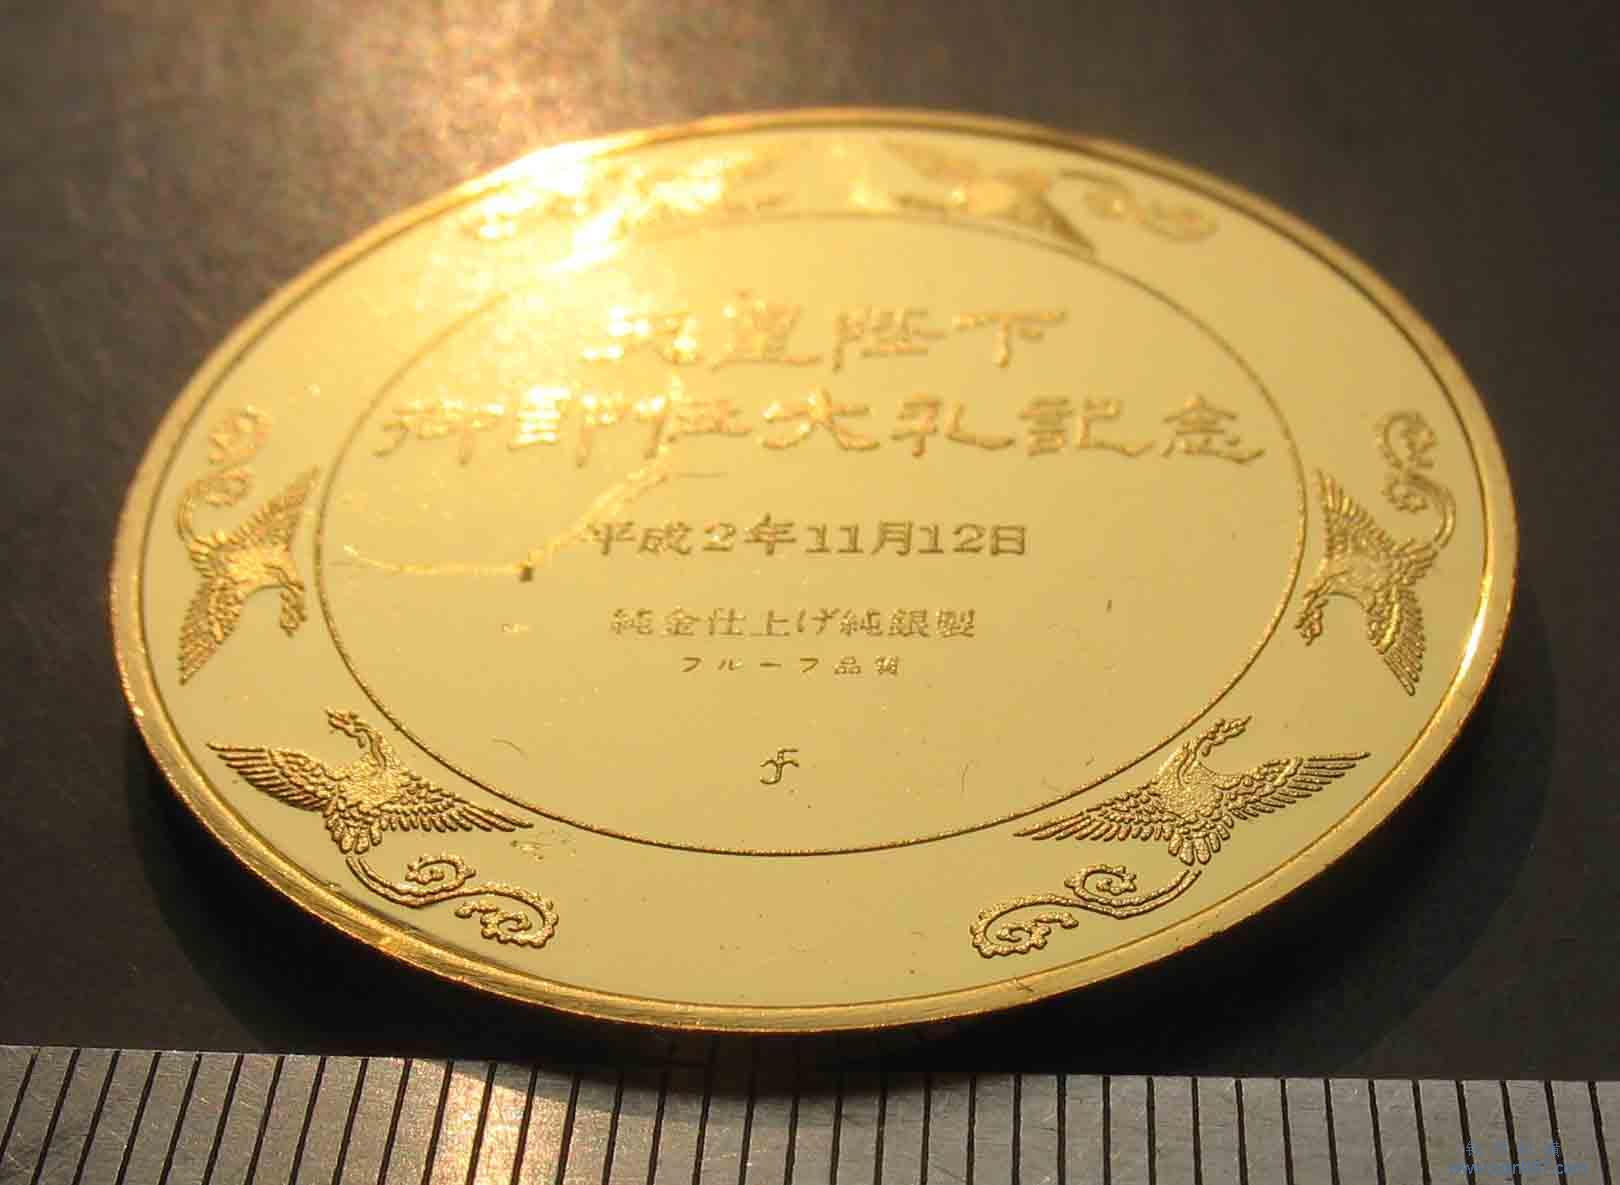 天皇陛下
御即位大礼記念
平成2年11月12日
純金仕上げ純銀製
プルーフ品質